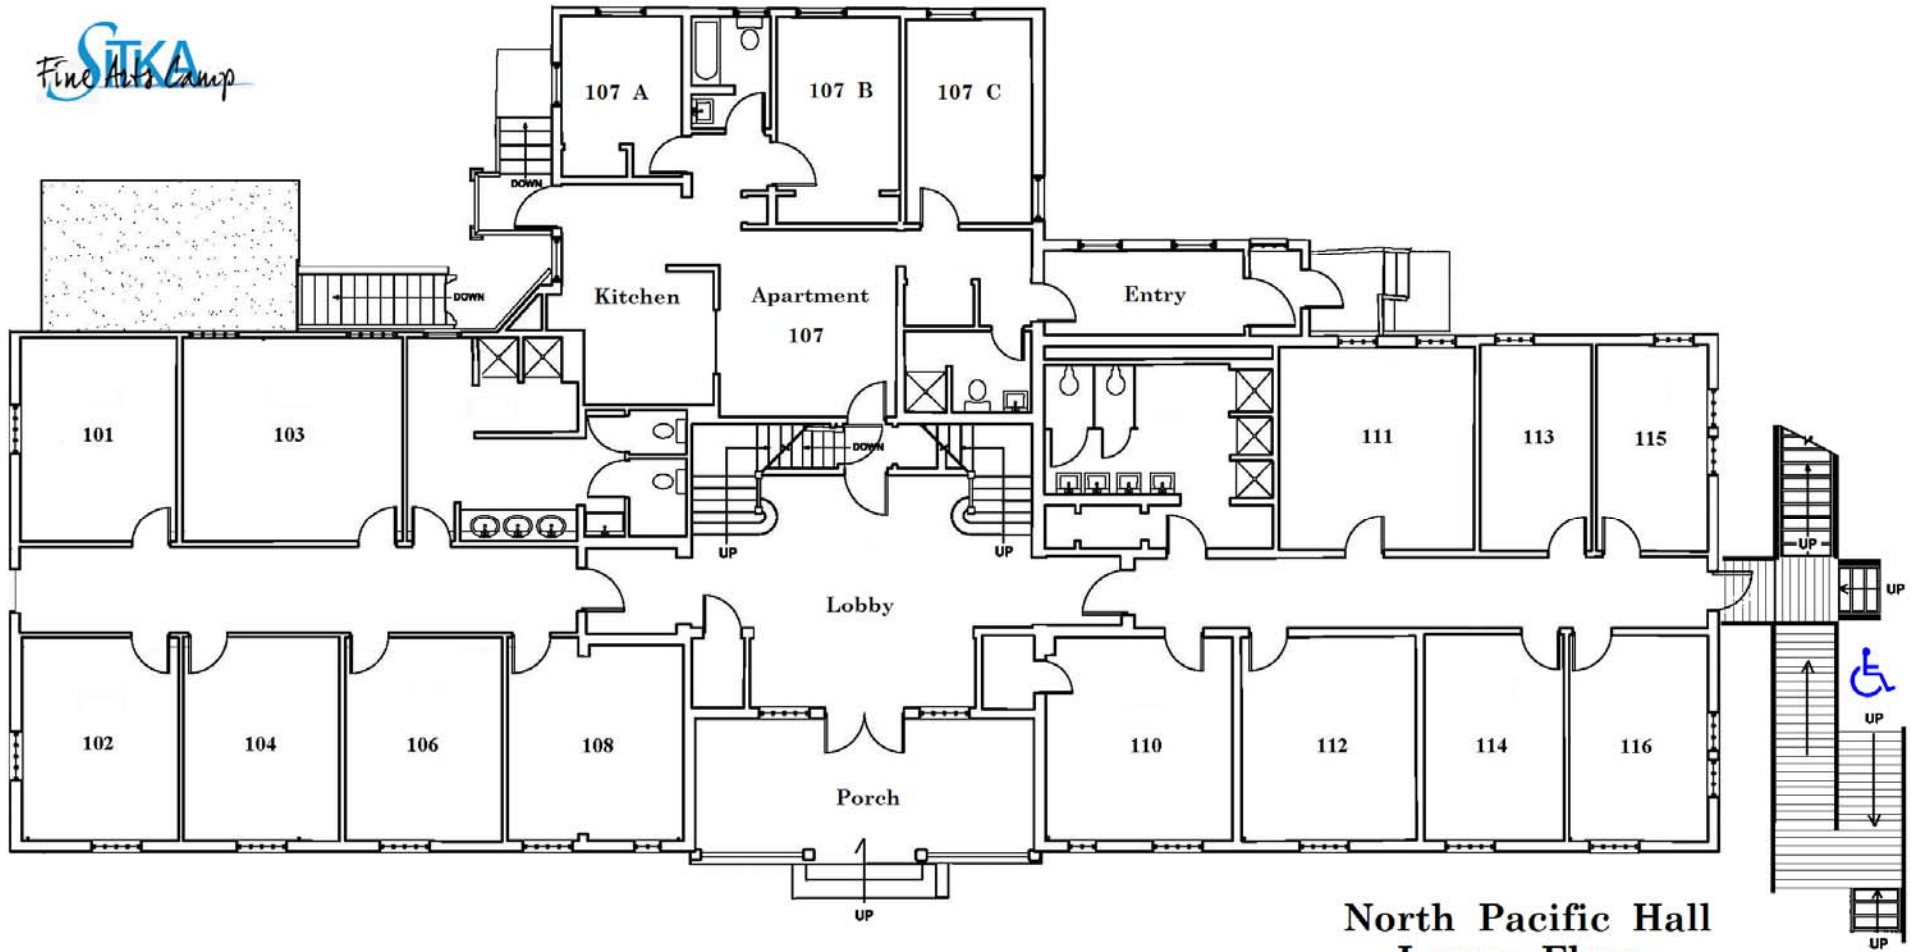 SITKA
Fine Arts Camp
107 A
107 B
107 C
DOWN
DOWN
Kitchen
Apartment
107
Entry
101
103
DOWN
111
113
115
UP
UP
UP
UP
Lobby
102
104
106
108
110
112
114
116
UP
Porch
UP
North Pacific Hall
UP